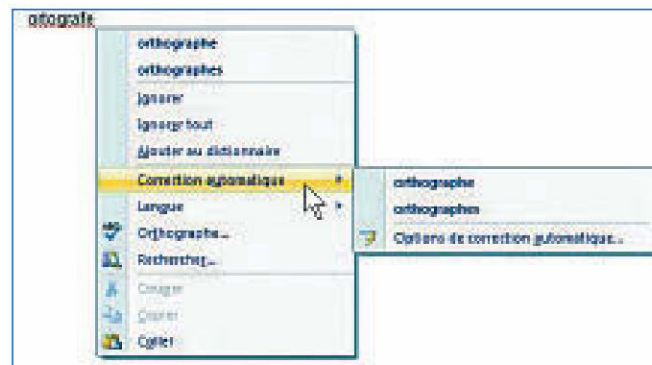 ortografe
orthographe
orthographes
Ignorer
Ignorer tout
Ajouter au dictionnaire
Correction automatique
Langue
Orthographe...
Rechercher...
Couper
Copier
Coller
orthographe
orthographes
Options de correction automatique...